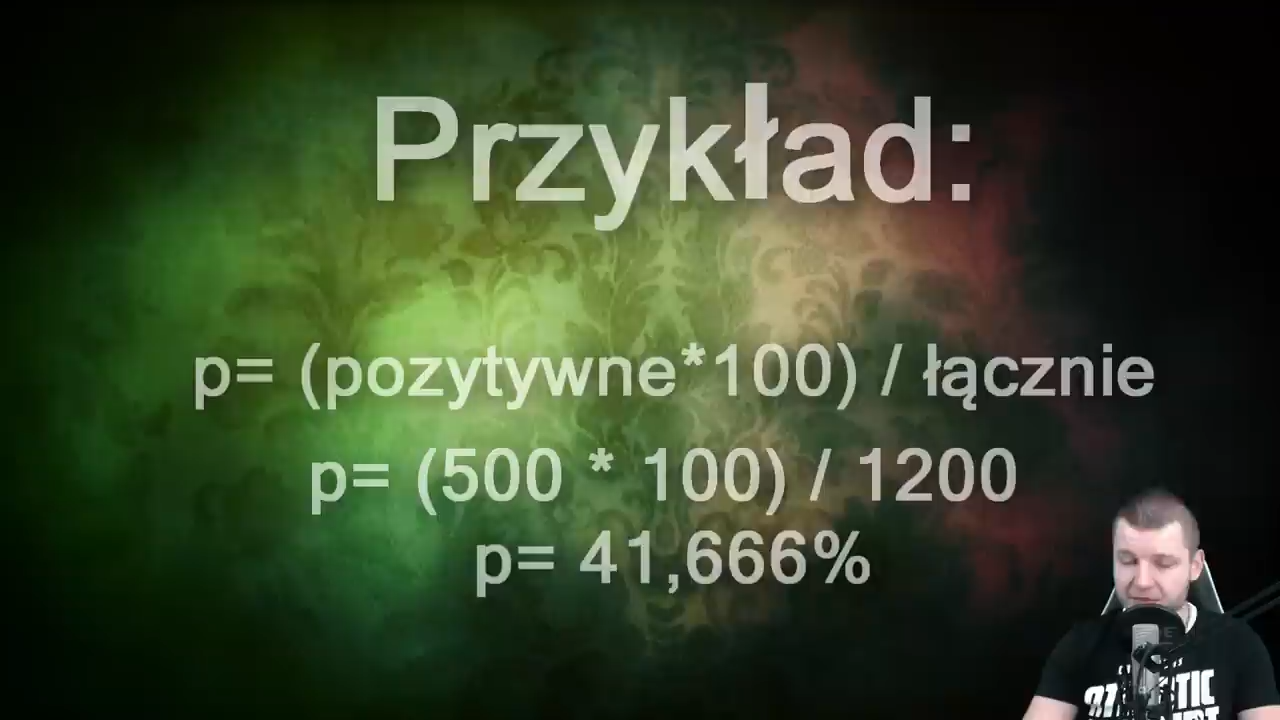 Przykład:
p= (pozytywne*100) / łącznie
p= (500 * 100) / 1200
p= 41,666%